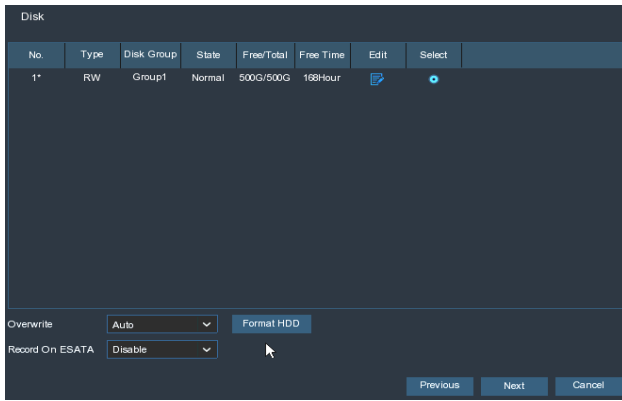 Disk
No. Type Disk Group State Free/Total Free Time Edit Select
1* RW Group1 Normal 500G/500G 168Hour
Overwrite Auto Format HDD
Record On ESATA Disable
Previous Next Cancel